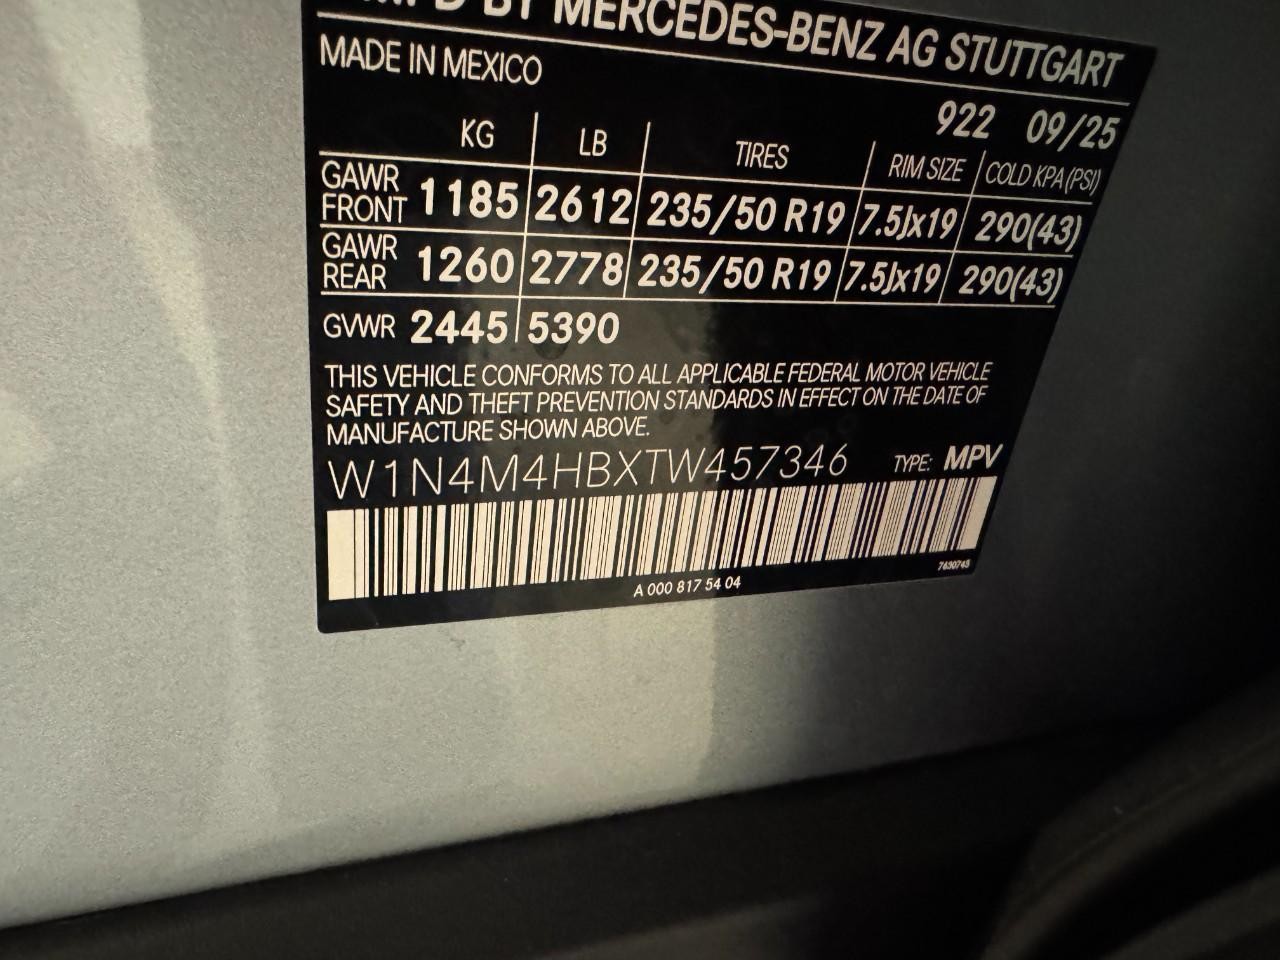 MFD BY MERCEDES-BENZ AG STUTTGART
MADE IN MEXICO
922 09/25
KG LB TIRES RIM SIZE COLD KPA (PSI)
GAWR FRONT 1185 2612 235/50 R19 7.5Jx19 290(43)
GAWR REAR 1260 2778 235/50 R19 7.5Jx19 290(43)
GVWR 2445 5390
THIS VEHICLE CONFORMS TO ALL APPLICABLE FEDERAL MOTOR VEHICLE
SAFETY AND THEFT PREVENTION STANDARDS IN EFFECT ON THE DATE OF
MANUFACTURE SHOWN ABOVE.
W1N4M4HBXTW457346 TYPE: MPV
A 000 817 54 04